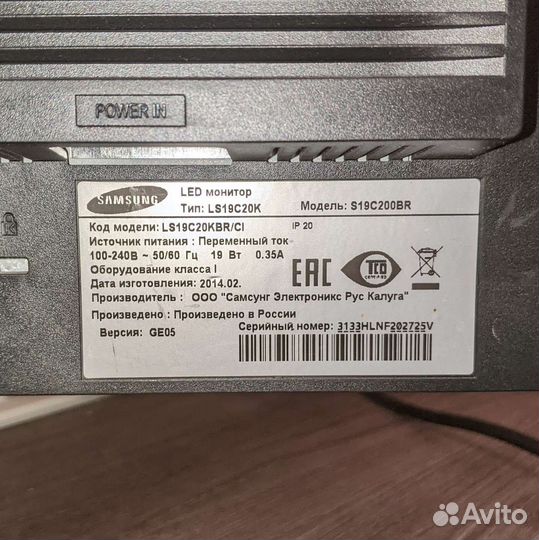 POWER IN
SAMSUNG
LED монитор
Тип: LS19C20K Модель: S19C200BR
Код модели: LS19C20KBR/CI IP 20
Источник питания : Переменный ток
100-240В ~ 50/60 Гц 19 Вт 0.35A
Оборудование класса I
Дата изготовления: 2014.02.
EAC
TCO
Производитель : ООО "Самсунг Электроникс Рус Калуга"
Произведено : Произведено в России
Версия: GE05
Серийный номер: 3133HLNF202725V
Avito